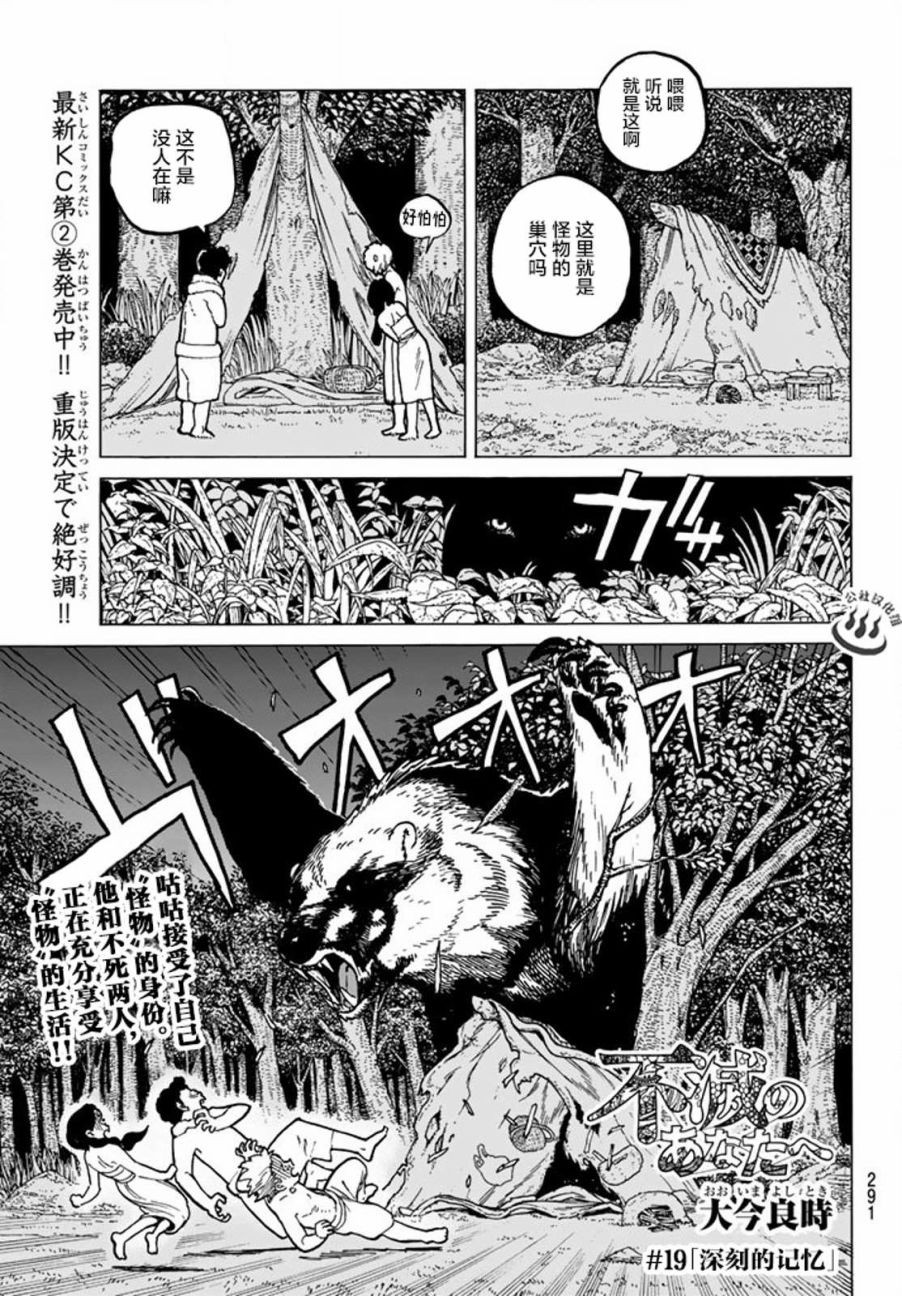 喂喂
听说
就是这啊
这里就是
怪物的
巢穴吗
这不是
没人在嘛
好怕怕
最新KC第②巻発売中!! 重版決定で絶好調!!
さいしんコミックスだい かんはつばいちゅう じゅうはんけってい ぜっこうちょう
ガサ
ヴオオオ
咕咕接受了自己
“怪物”的身份。
他和不死两人，
正在充分享受
“怪物”的生活!!
不滅の
あなたへ
おおいまよしとき
大今良時
#19「深刻的记忆」
291
公社汉化组